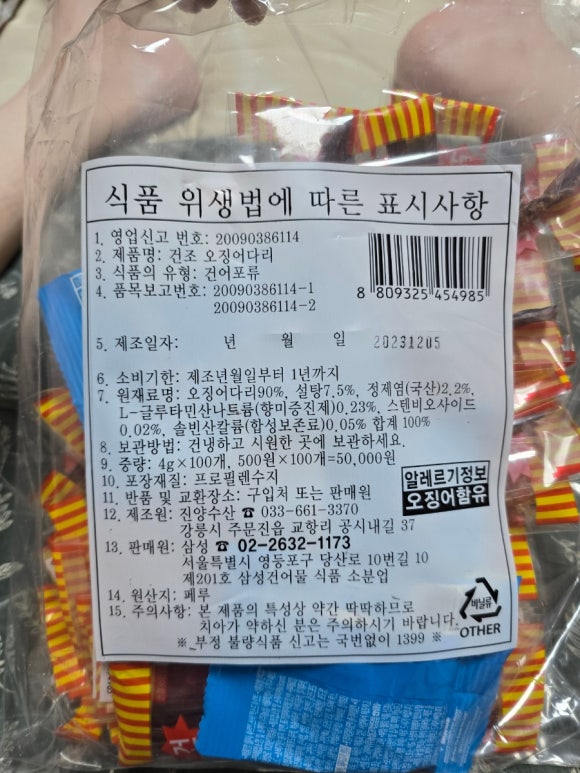 식품 위생법에 따른 표시사항
1. 영업신고 번호: 20090386114
2. 제품명: 건조 오징어다리
3. 식품의 유형: 건어포류
4. 품목보고번호: 20090386114-1
20090386114-2
8 809325 454985
5. 제조일자: 년 월 일 20231205
6. 소비기한: 제조년월일부터 1년까지
7. 원재료명: 오징어다리90%, 설탕7.5%, 정제염(국산)2.2%,
L-글루타민산나트륨(향미증진제)0.23%, 스텐비오사이드
0.02%, 솔빈산칼륨(합성보존료)0.05% 합계 100%
8. 보관방법: 건냉하고 시원한 곳에 보관하세요.
9. 중량: 4g×100개, 500원×100개=50,000원
10. 포장재질: 프로필렌수지
11. 반품 및 교환장소: 구입처 또는 판매원
알레르기정보
오징어함유
12. 제조원: 진양수산 ☎ 033-661-3370
강릉시 주문진읍 교항리 공시내길 37
13. 판매원: 삼성 ☎ 02-2632-1173
서울특별시 영등포구 당산로 10번길 10
제201호 삼성건어물 식품 소분업
14. 원산지: 페루
15. 주의사항: 본 제품의 특성상 약간 딱딱하므로
치아가 약하신 분은 주의하시기 바랍니다.
※ 부정 불량식품 신고는 국번없이 1399 ※
비닐류
OTHER